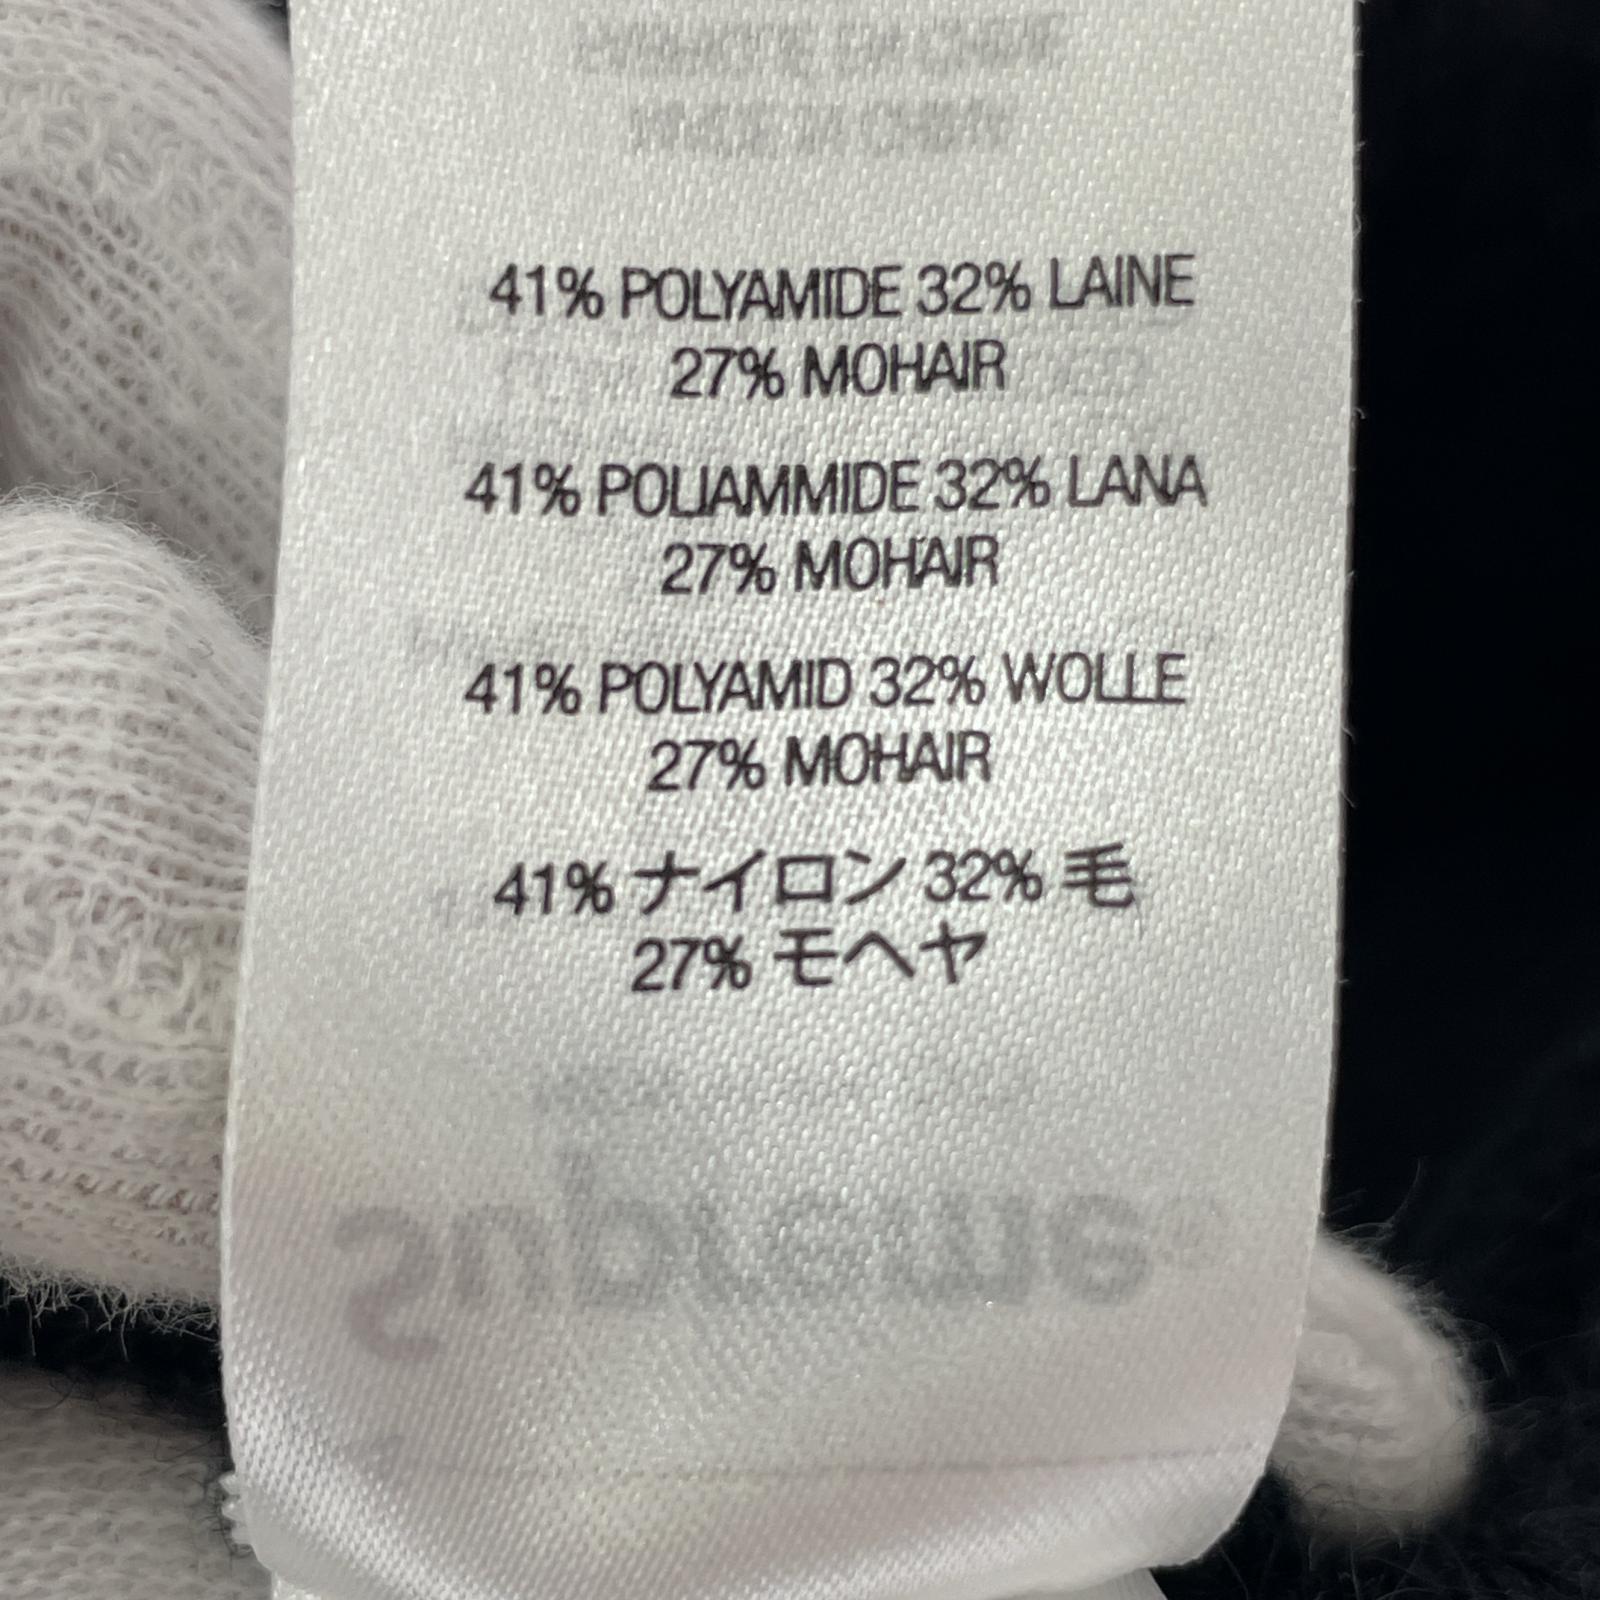 41% POLYAMIDE 32% LAINE
27% MOHAIR
41% POLIAMMIDE 32% LANA
27% MOHAIR
41% POLYAMID 32% WOLLE
27% MOHAIR
41% ナイロン 32% 毛
27% モヘヤ